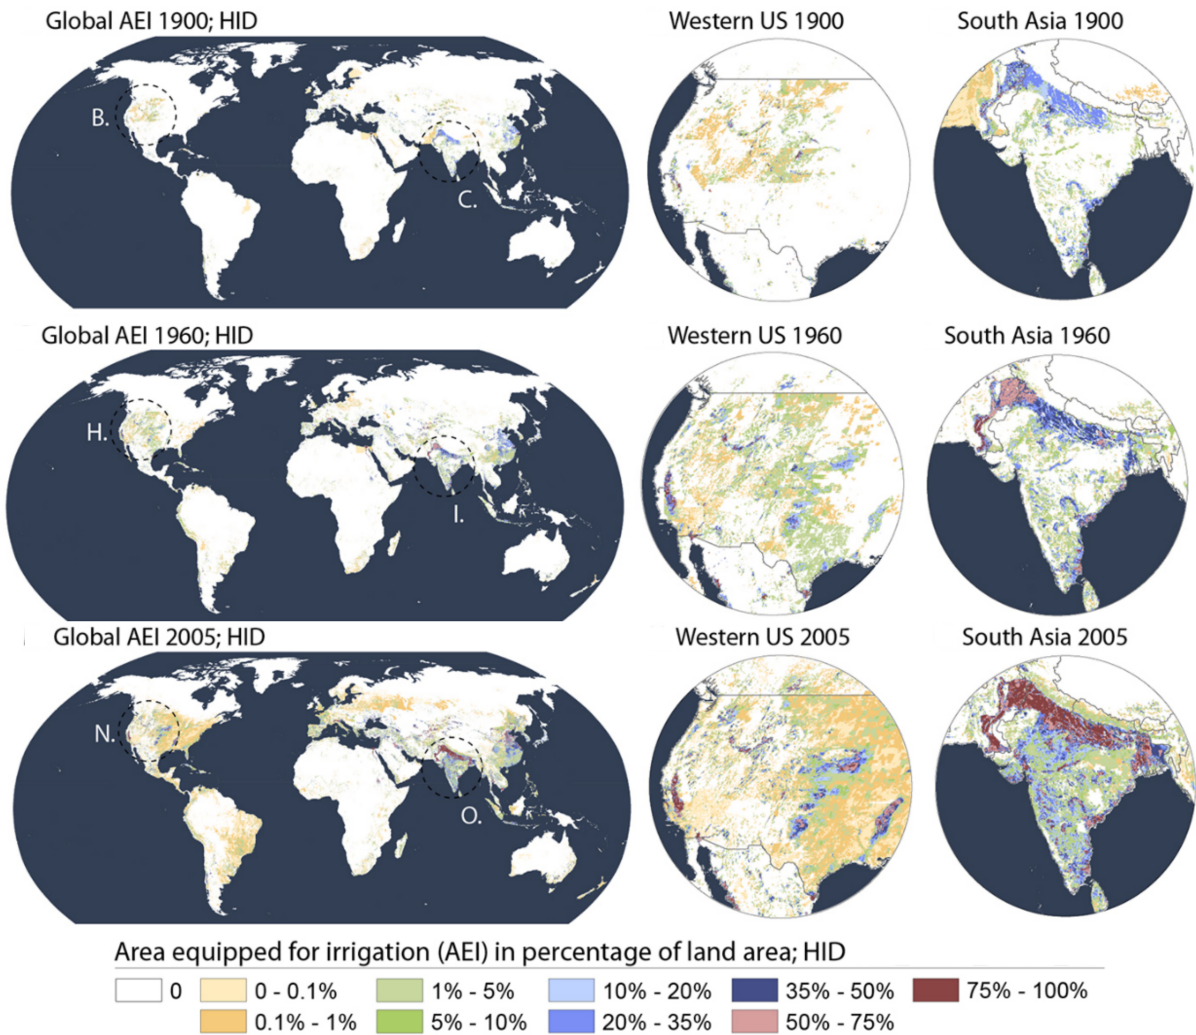 Global AEI 1900; HID
Western US 1900
South Asia 1900
B.
C.
Global AEI 1960; HID
Western US 1960
South Asia 1960
H.
I.
Global AEI 2005; HID
Western US 2005
South Asia 2005
N.
O.
Area equipped for irrigation (AEI) in percentage of land area; HID
0
0 - 0.1%
1% - 5%
10% - 20%
35% - 50%
75% - 100%
0.1% - 1%
5% - 10%
20% - 35%
50% - 75%